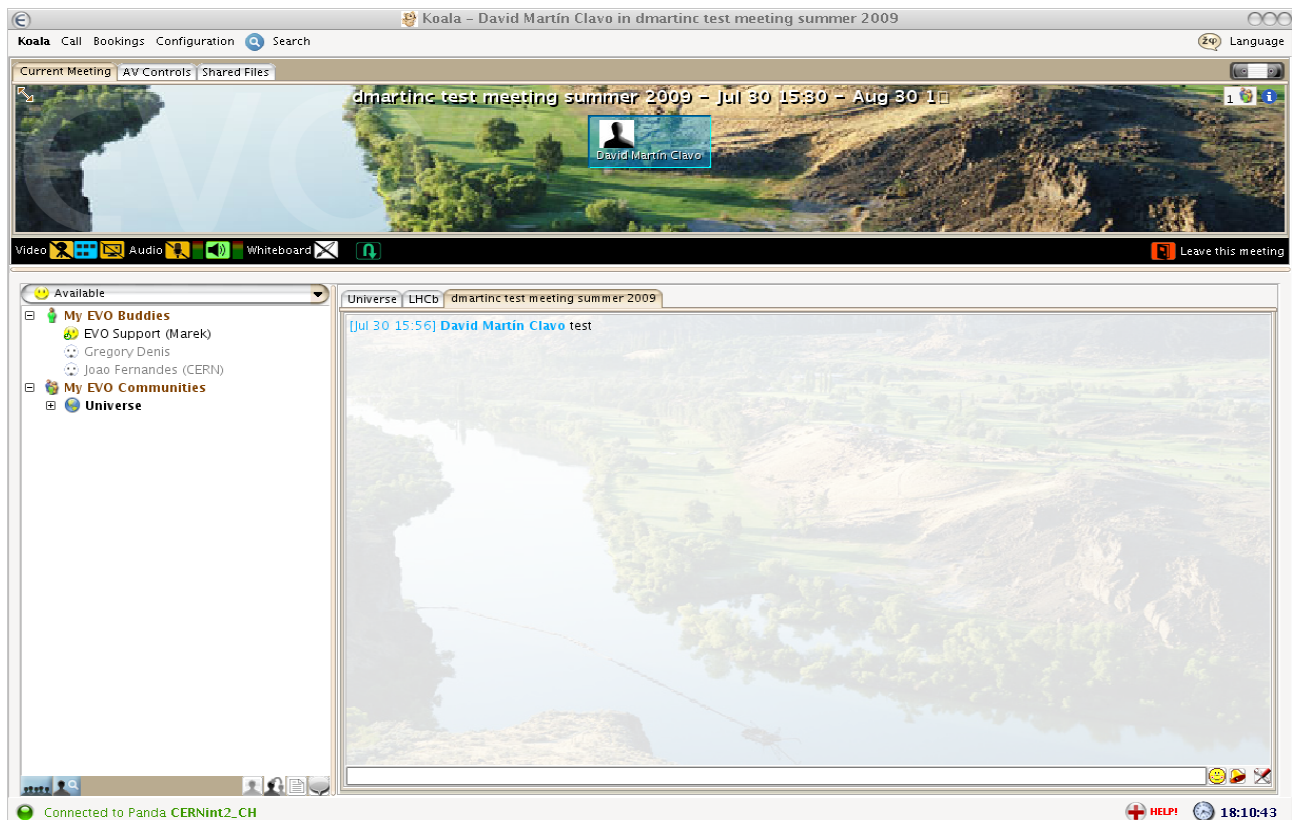 Koala – David Martín Clavo in dmartinc test meeting summer 2009
Koala Call Bookings Configuration Search Language
Current Meeting AV Controls Shared Files
dmartinc test meeting summer 2009 – Jul 30 15:30 – Aug 30 1
1
EVO
David Martín Clavo
Video Audio Whiteboard Leave this meeting
Available
Universe LHCb dmartinc test meeting summer 2009
My EVO Buddies
[Jul 30 15:56] David Martín Clavo test
EVO Support (Marek)
Gregory Denis
Joao Fernandes (CERN)
My EVO Communities
Universe
Connected to Panda CERNint2_CH HELP! 18:10:43